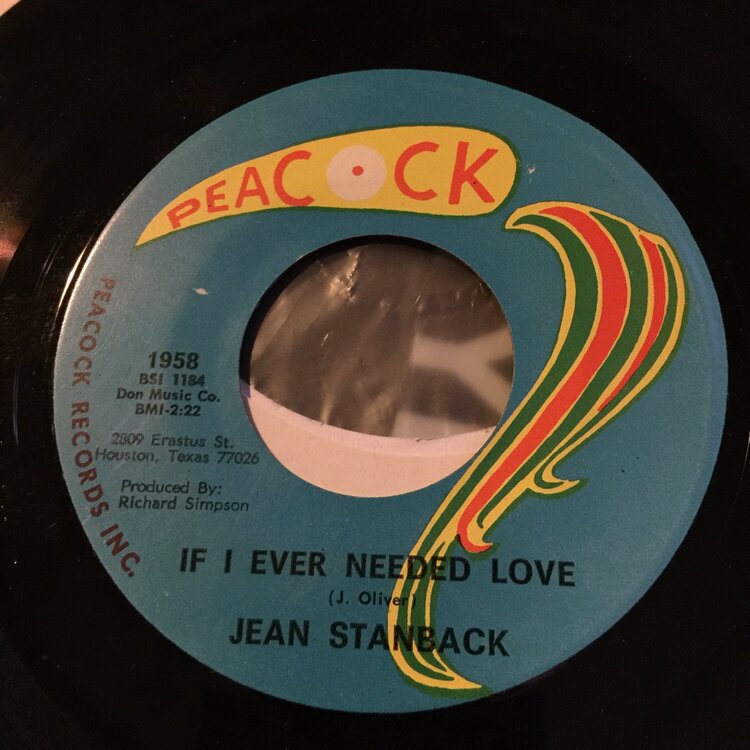 PEACOCK
PEACOCK RECORDS INC.
1958
BSI 1184
Don Music Co.
BMI-2:22
2809 Erastus St.
Houston, Texas 77026
Produced By:
Richard Simpson
IF I EVER NEEDED LOVE
(J. Oliver)
JEAN STANBACK